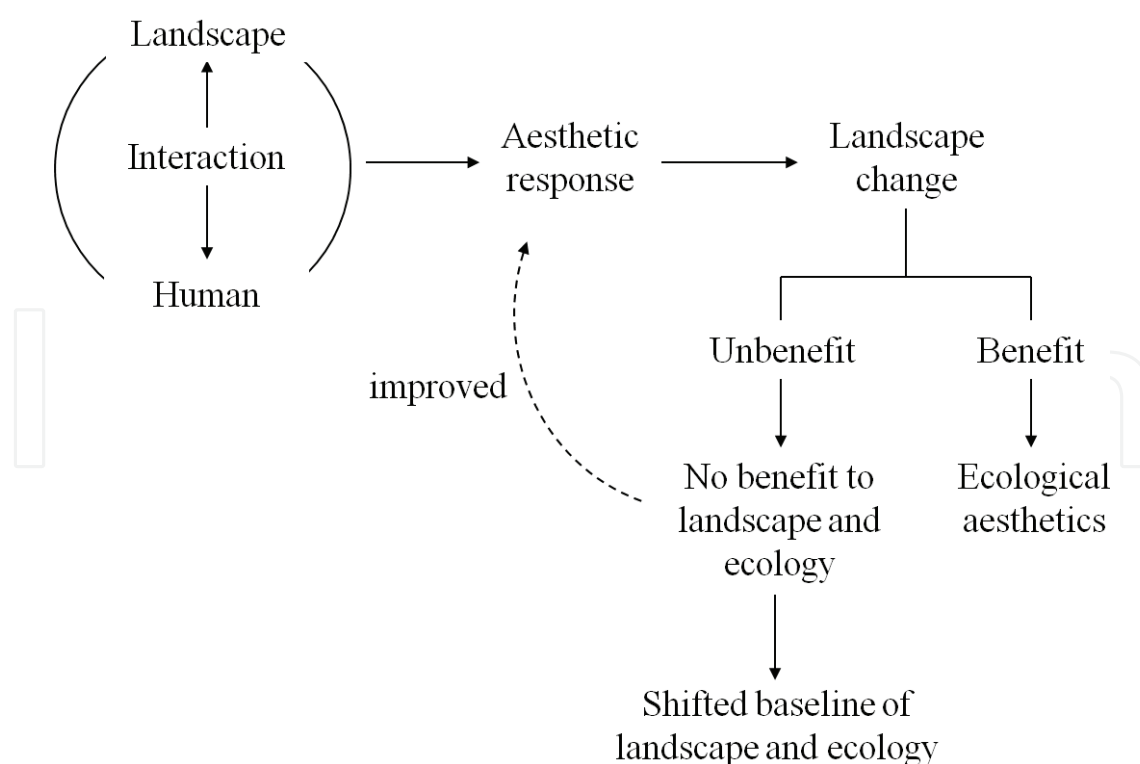 Landscape
Interaction
Human
Aesthetic
response
Landscape
change
improved
Unbenefit
Benefit
No benefit to
landscape and
ecology
Ecological
aesthetics
Shifted baseline of
landscape and ecology